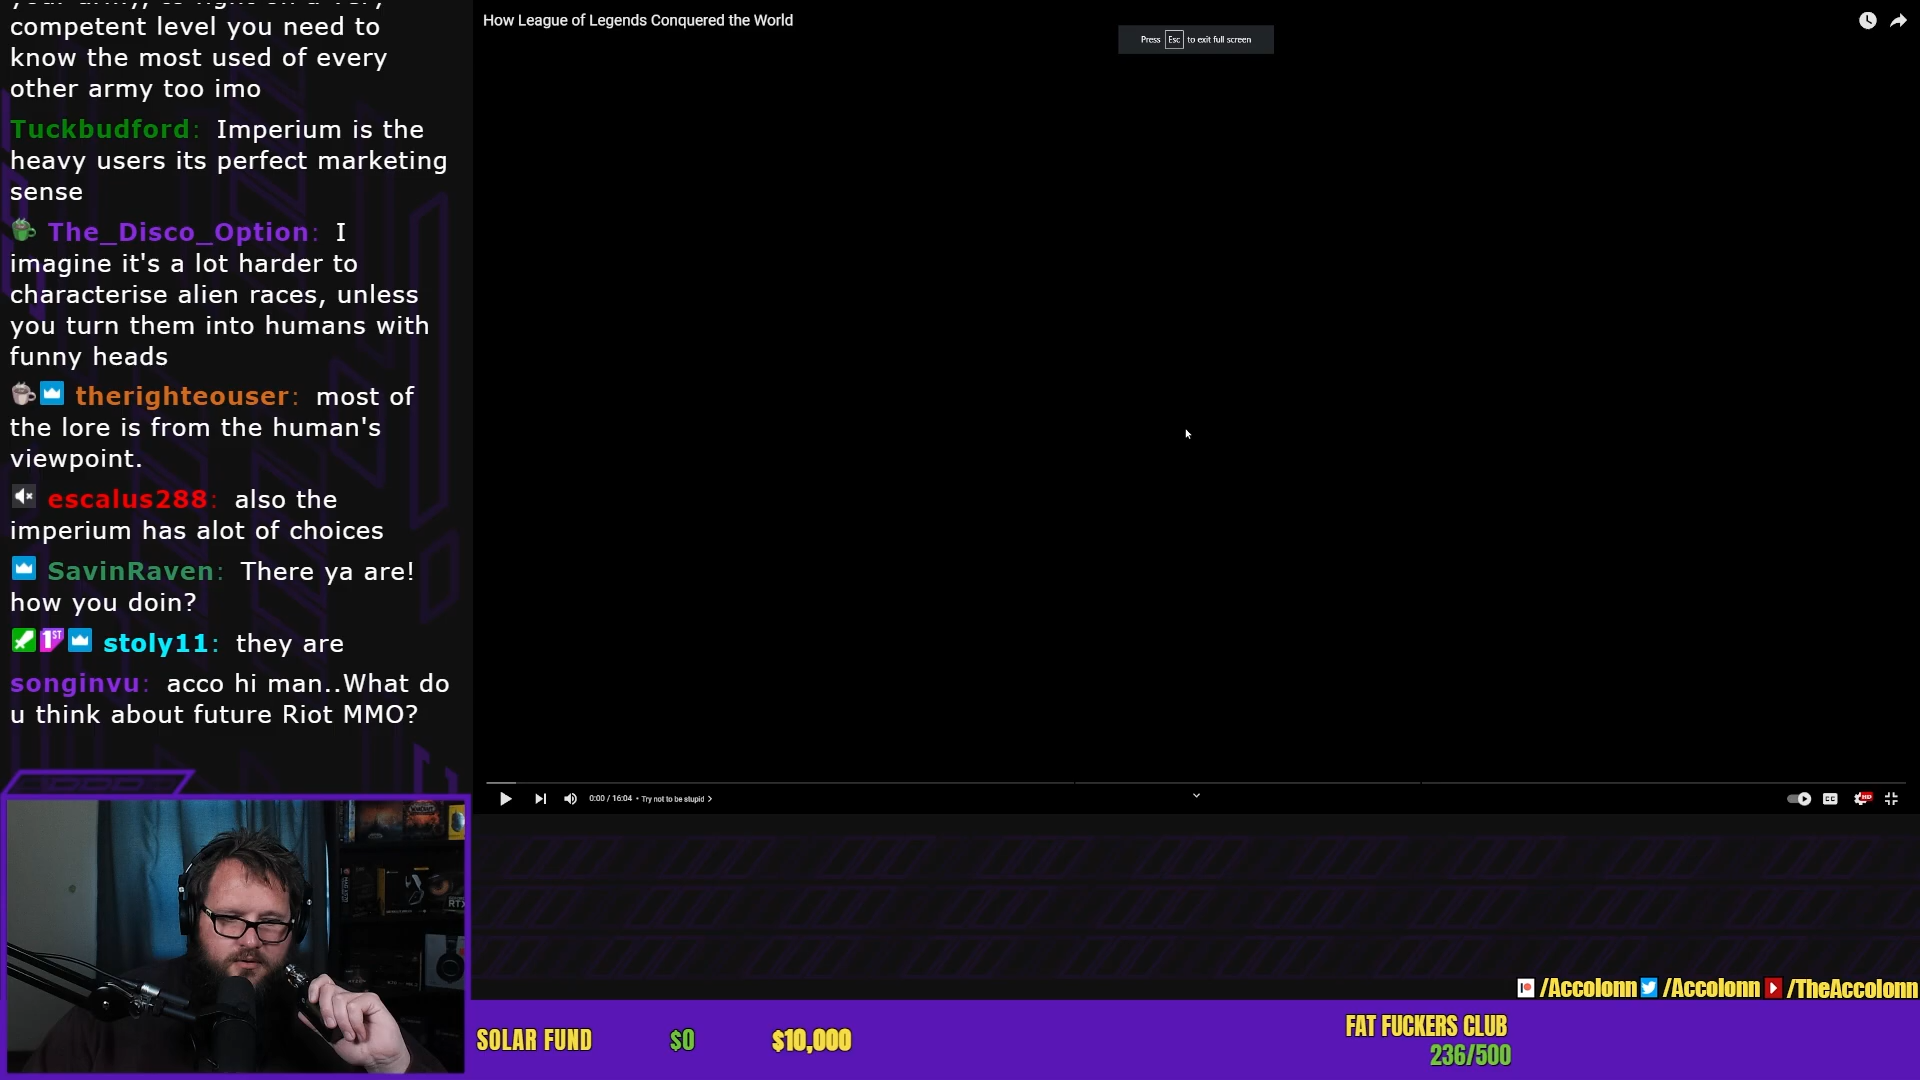 competent level you need to
know the most used of every
other army too imo
Tuckbudford: Imperium is the
heavy users its perfect marketing
sense
The_Disco_Option: I
imagine it's a lot harder to
characterise alien races, unless
you turn them into humans with
funny heads
therighteouser: most of
the lore is from the human's
viewpoint.
escalus288: also the
imperium has alot of choices
SavinRaven: There ya are!
how you doin?
1ST stoly11: they are
songinvu: acco hi man..What do
u think about future Riot MMO?
How League of Legends Conquered the World
Press Esc to exit full screen
0:00 / 16:04 • Try not to be stupid >
CC
HD
/Accolonn /Accolonn /TheAccolonn
SOLAR FUND $0 $10,000
FAT FUCKERS CLUB
236/500